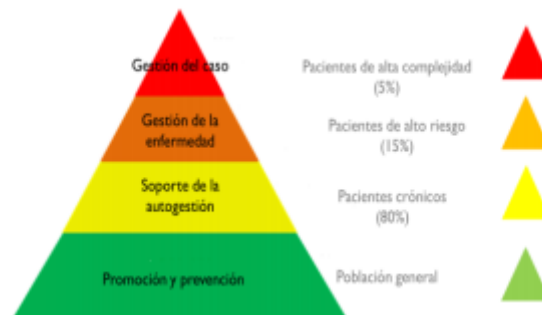 Gestión del caso
Pacientes de alta complejidad
(5%)
Gestión de la
enfermedad
Pacientes de alto riesgo
(15%)
Soporte de la
autogestión
Pacientes crónicos
(80%)
Promoción y prevención
Población general